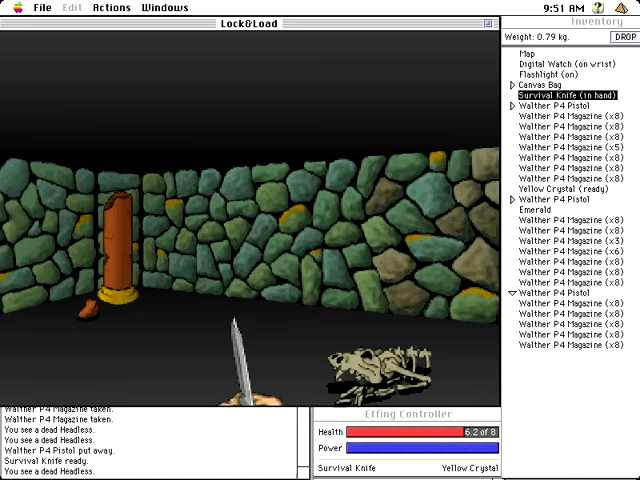 File Edit Actions Windows 9:51 AM
Lock&Load
Inventory
Weight: 0.79 kg. DROP
Map
Digital Watch (on wrist)
Flashlight (on)
Canvas Bag
Survival Knife (in hand)
Walther P4 Pistol
Walther P4 Magazine (x8)
Walther P4 Magazine (x8)
Walther P4 Magazine (x8)
Walther P4 Magazine (x5)
Walther P4 Magazine (x8)
Walther P4 Magazine (x8)
Walther P4 Magazine (x8)
Yellow Crystal (ready)
Walther P4 Pistol
Emerald
Walther P4 Magazine (x8)
Walther P4 Magazine (x8)
Walther P4 Magazine (x3)
Walther P4 Magazine (x6)
Walther P4 Magazine (x8)
Walther P4 Magazine (x8)
Walther P4 Magazine (x8)
Walther P4 Pistol
Walther P4 Magazine (x8)
Walther P4 Magazine (x8)
Walther P4 Magazine (x8)
Walther P4 Magazine (x8)
Walther P4 Magazine (x8)
Walther P4 Magazine taken.
Walther P4 Magazine taken.
You see a dead Headless.
You see a dead Headless.
Walther P4 Pistol put away.
Survival Knife ready.
You see a dead Headless.
Effing Controller
Health 6.2 of 8
Power
Survival Knife Yellow Crystal